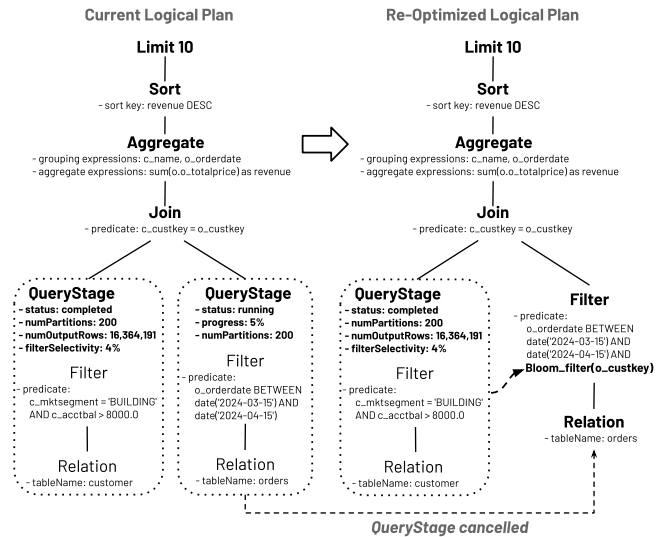 Current Logical Plan
Limit 10
Sort
- sort key: revenue DESC
Aggregate
- grouping expressions: c_name, o_orderdate
- aggregate expressions: sum(o.o_totalprice) as revenue
Join
- predicate: c_custkey = o_custkey
QueryStage
- status: completed
- numPartitions: 200
- numOutputRows: 16,364,191
- filterSelectivity: 4%
Filter
- predicate:
c_mktsegment = 'BUILDING'
AND c_acctbal > 8000.0
Relation
- tableName: customer
QueryStage
- status: running
- progress: 5%
- numPartitions: 200
Filter
- predicate:
o_orderdate BETWEEN
date('2024-03-15') AND
date('2024-04-15')
Relation
- tableName: orders
Re-Optimized Logical Plan
Limit 10
Sort
- sort key: revenue DESC
Aggregate
- grouping expressions: c_name, o_orderdate
- aggregate expressions: sum(o.o_totalprice) as revenue
Join
- predicate: c_custkey = o_custkey
QueryStage
- status: completed
- numPartitions: 200
- numOutputRows: 16,364,191
- filterSelectivity: 4%
Filter
- predicate:
c_mktsegment = 'BUILDING'
AND c_acctbal > 8000.0
Relation
- tableName: customer
Filter
- predicate:
o_orderdate BETWEEN
date('2024-03-15') AND
date('2024-04-15') AND
Bloom_filter(o_custkey)
Relation
- tableName: orders
QueryStage cancelled